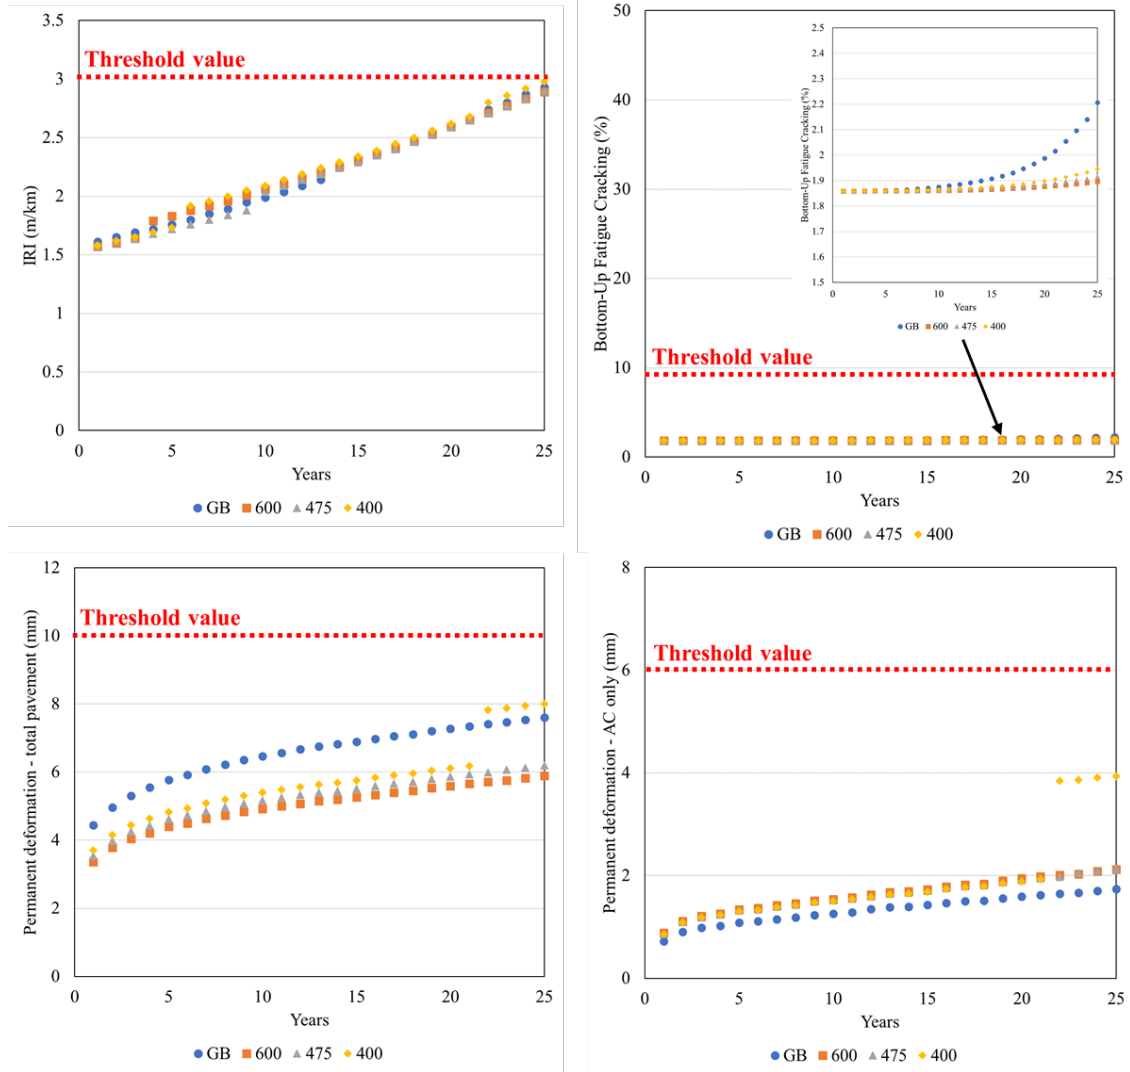 3.5
3
2.5
2
1.5
1
0.5
0
Threshold value
IRI (m/km)
0 5 10 15 20 25
Years
GB 600 475 400
50
40
30
20
10
0
Threshold value
Bottom-Up Fatigue Cracking (%)
0 5 10 15 20 25
Years
GB 600 475 400
2.5
2.4
2.3
2.2
2.1
2
1.9
1.8
1.7
1.6
1.5
Bottom-Up Fatigue Cracking (%)
0 5 10 15 20 25
Years
GB 600 475 400
12
10
8
6
4
2
0
Threshold value
Permanent deformation - total pavement (mm)
0 5 10 15 20 25
Years
GB 600 475 400
8
6
4
2
0
Threshold value
Permanent deformation - AC only (mm)
0 5 10 15 20 25
Years
GB 600 475 400